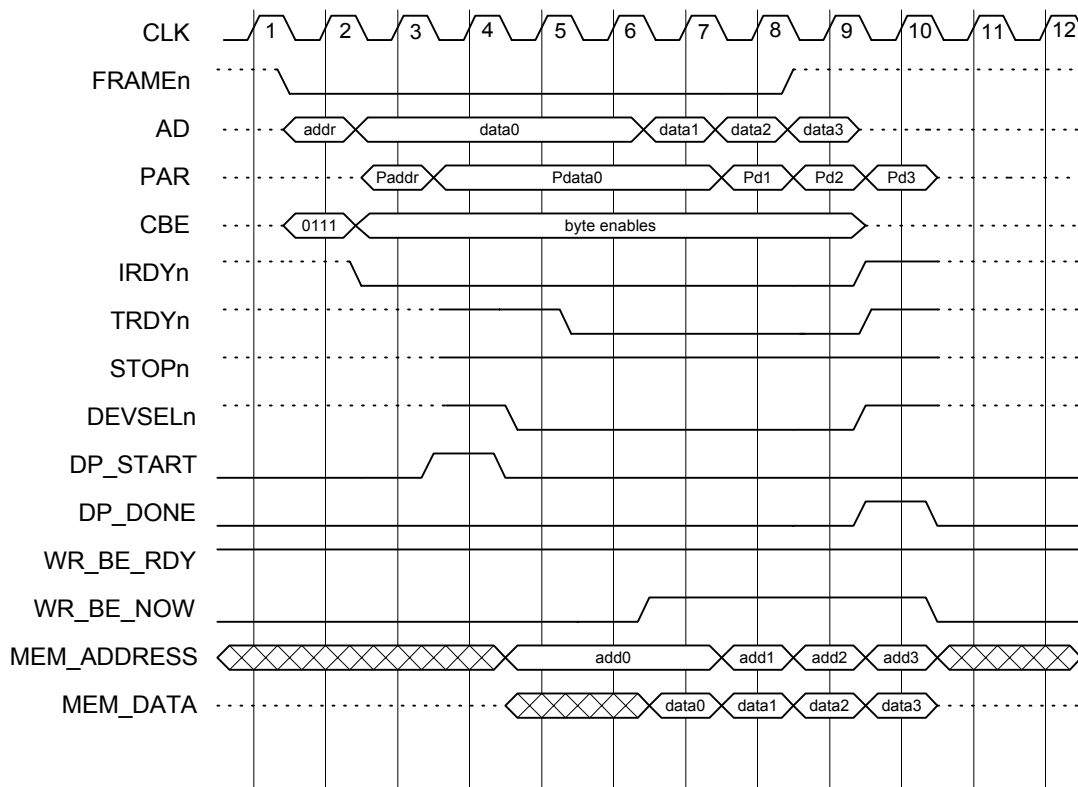 CLK 1 2 3 4 5 6 7 8 9 10 11 12
FRAMEn
AD addr data0 data1 data2 data3
PAR Paddr Pdata0 Pd1 Pd2 Pd3
CBE 0111 byte enables
IRDYn
TRDYn
STOPn
DEVSELn
DP_START
DP_DONE
WR_BE_RDY
WR_BE_NOW
MEM_ADDRESS add0 add1 add2 add3
MEM_DATA data0 data1 data2 data3